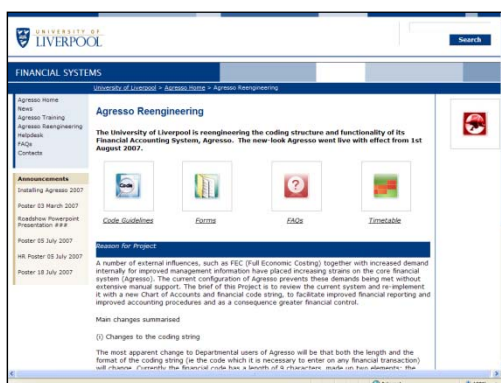 UNIVERSITY OF
LIVERPOOL
Search
FINANCIAL SYSTEMS
University of Liverpool > Agresso Home > Agresso Reengineering
Agresso Home
News
Agresso Training
Agresso Reengineering
Helpdesk
FAQs
Contacts
Announcements
Installing Agresso 2007
Poster 03 March 2007
Roadshow Powerpoint
Presentation ###
Poster 05 July 2007
HR Poster 05 July 2007
Poster 18 July 2007
Agresso Reengineering
The University of Liverpool is reengineering the coding structure and functionality of its
Financial Accounting System, Agresso. The new-look Agresso went live with effect from 1st
August 2007.
Code
Code Guidelines
Forms
FAQs
Timetable
Reason for Project
A number of external influences, such as FEC (Full Economic Costing) together with increased demand
internally for improved management information have placed increasing strains on the core financial
system (Agresso). The current configuration of Agresso prevents these demands being met without
extensive manual support. The brief of this Project is to review the current system and re-implement
it with a new Chart of Accounts and financial code string, to facilitate improved financial reporting and
improved accounting procedures and as a consequence greater financial control.
Main changes summarised
(i) Changes to the coding string
The most apparent change to Departmental users of Agresso will be that both the length and the
format of the coding string (ie the code which it is necessary to enter on any financial transaction)
will change. Currently the financial code has a length of 9 characters, made up two elements: the